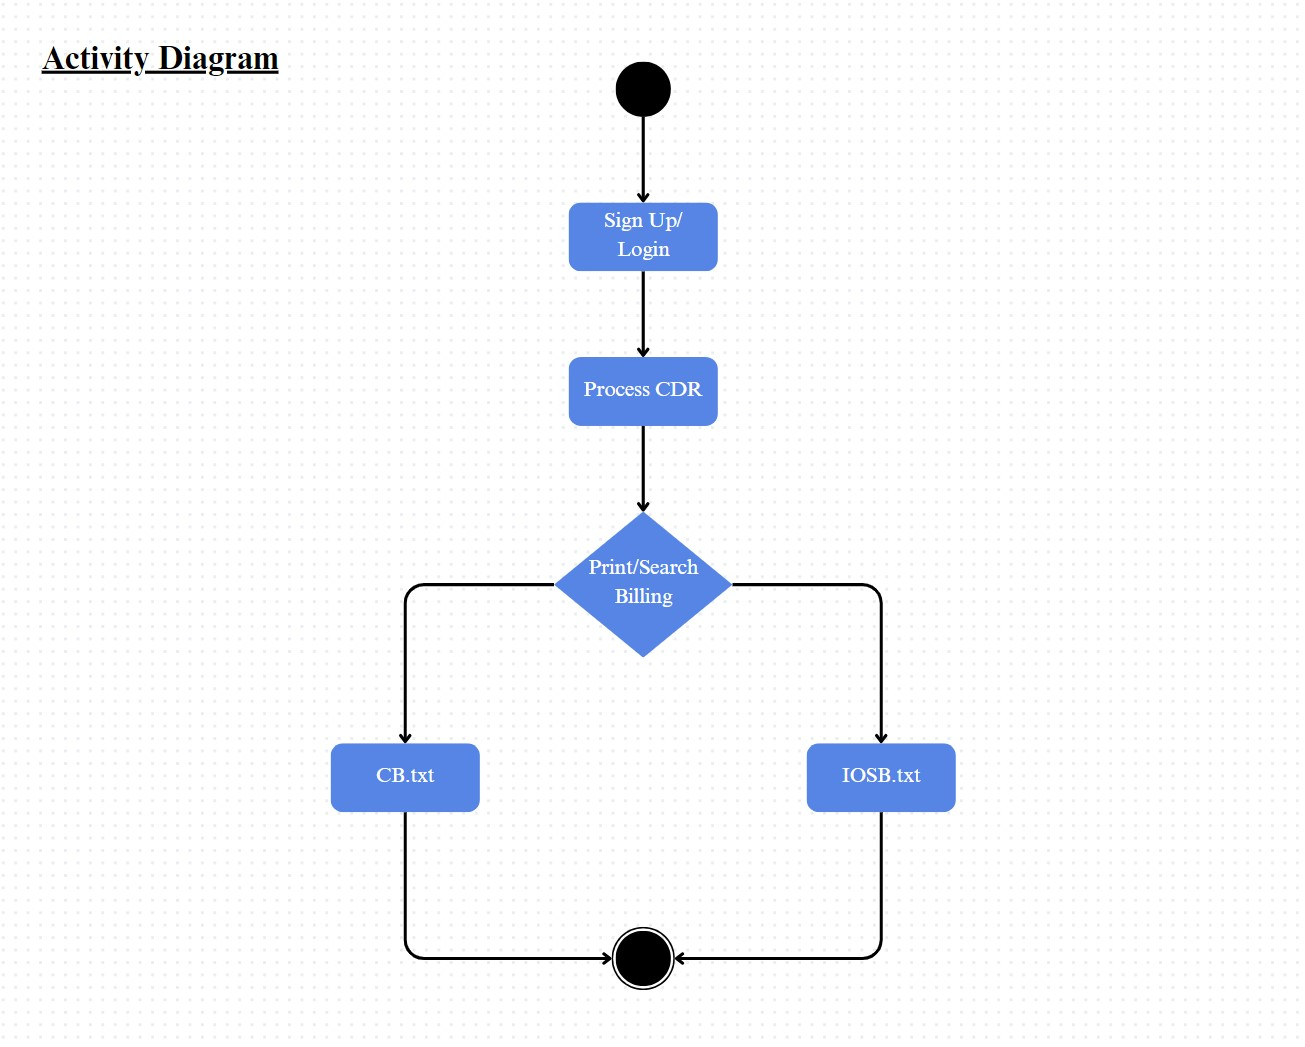 Activity Diagram
Sign Up/
Login
Process CDR
Print/Search
Billing
CB.txt
IOSB.txt